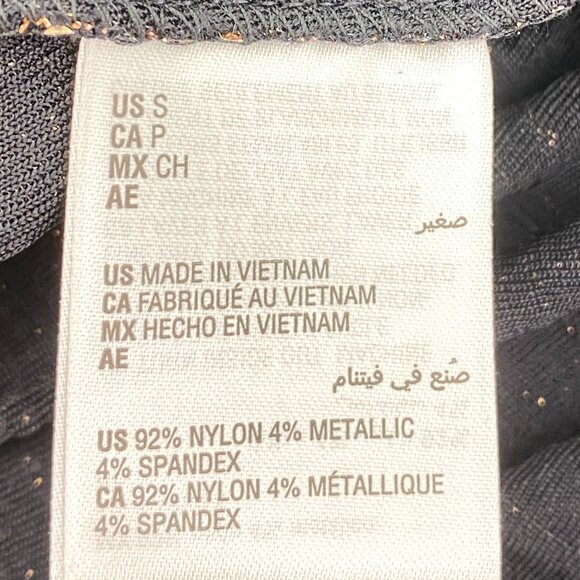 US S
CA P
MX CH
AE
صغير
US MADE IN VIETNAM
CA FABRIQUÉ AU VIETNAM
MX HECHO EN VIETNAM
AE
صُنع في فيتنام
US 92% NYLON 4% METALLIC
4% SPANDEX
CA 92% NYLON 4% MÉTALLIQUE
4% SPANDEX